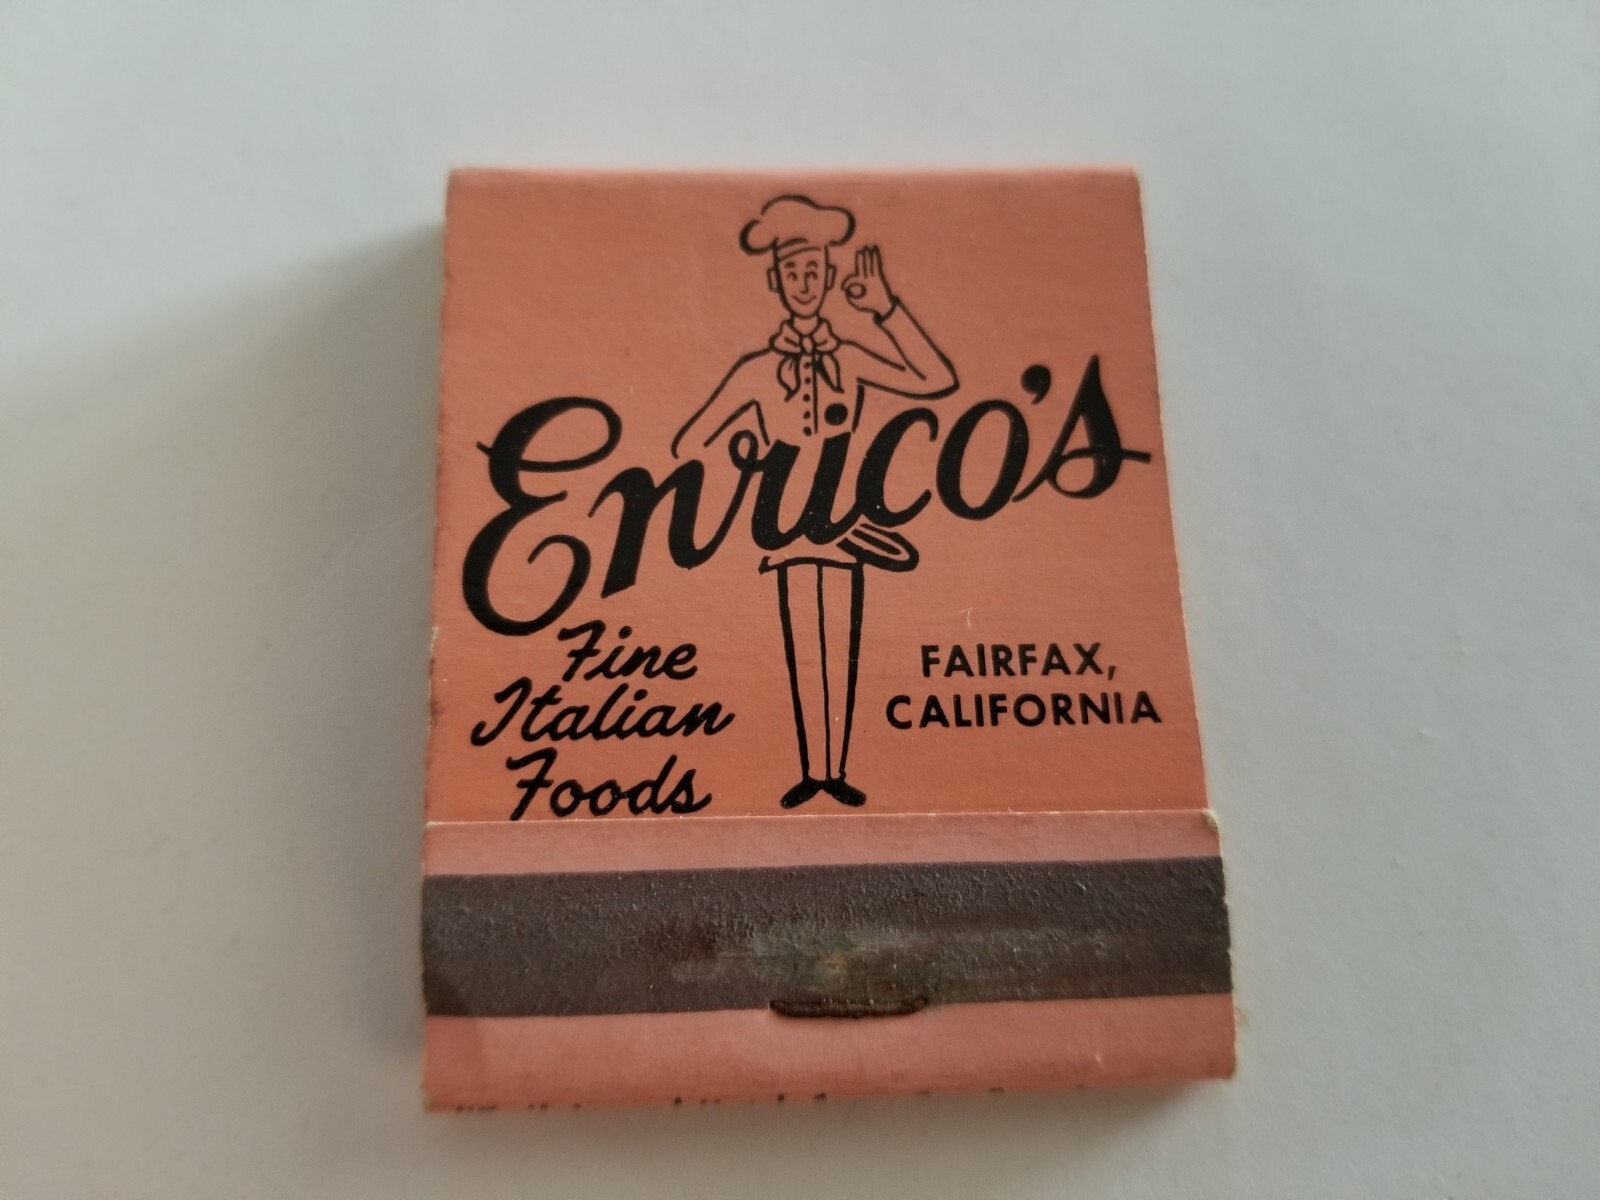 Enrico's
Fine
Italian
Foods
FAIRFAX,
CALIFORNIA